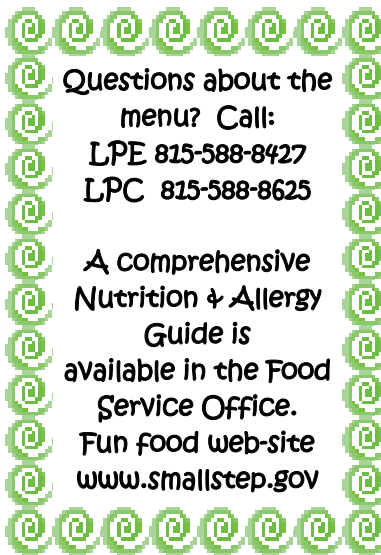 Questions about the
menu?  Call:
LPE 815-588-8427
LPC  815-588-8625
A comprehensive
Nutrition & Allergy
Guide is
available in the Food
Service Office.
Fun food web-site
www.smallstep.gov